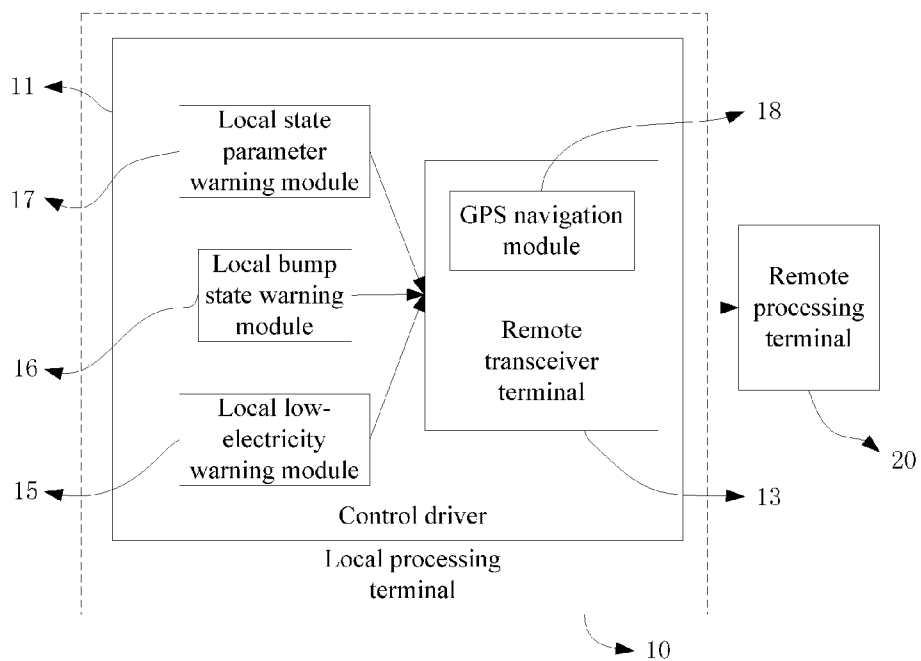 11
Local state
parameter
warning module
18
17
GPS navigation
module
Local bump
state warning
module
Remote
processing
terminal
16
Remote
transceiver
terminal
Local low-
electricity
warning module
15
20
13
Control driver
Local processing
terminal
10